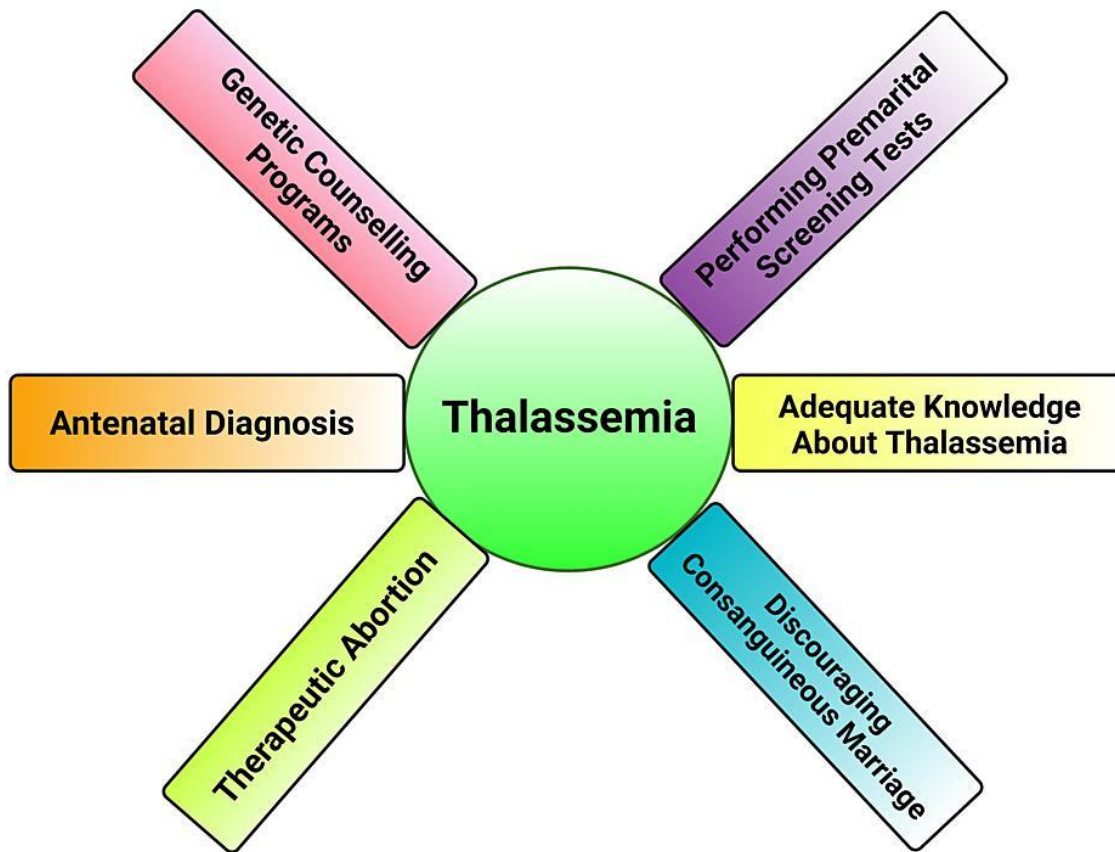 Genetic Counselling
Programs
Performing Premarital
Screening Tests
Antenatal Diagnosis
Thalassemia
Adequate Knowledge
About Thalassemia
Therapeutic Abortion
Discouraging
Consanguineous Marriage